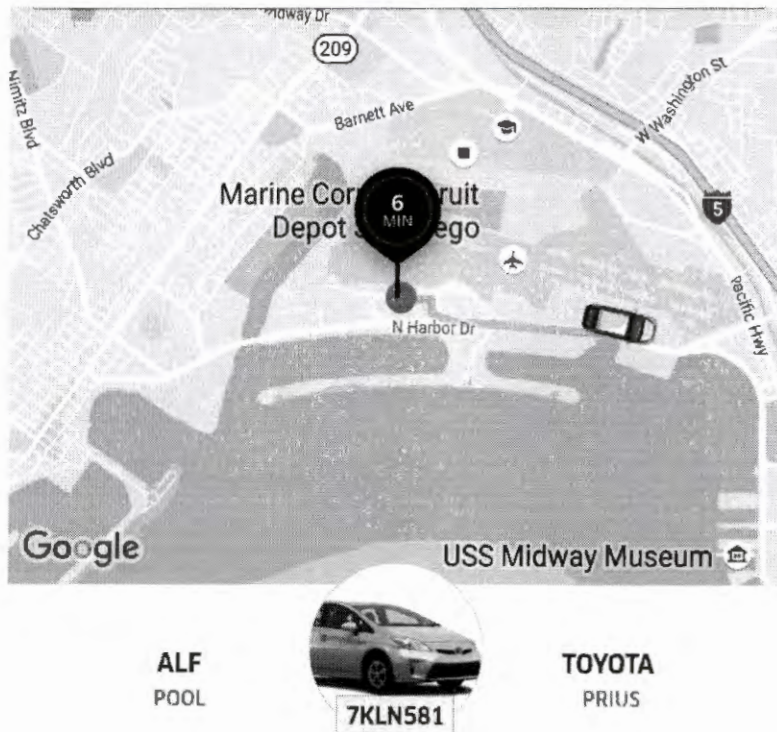 Midway Dr
209
Nimitz Blvd
Barnett Ave
W Washington St
Chatsworth Blvd
Marine Cor ruit
Depot S ego
6
MIN
5
Pacific Hwy
N Harbor Dr
Google
USS Midway Museum
ALF
POOL
TOYOTA
PRIUS
7KLN581